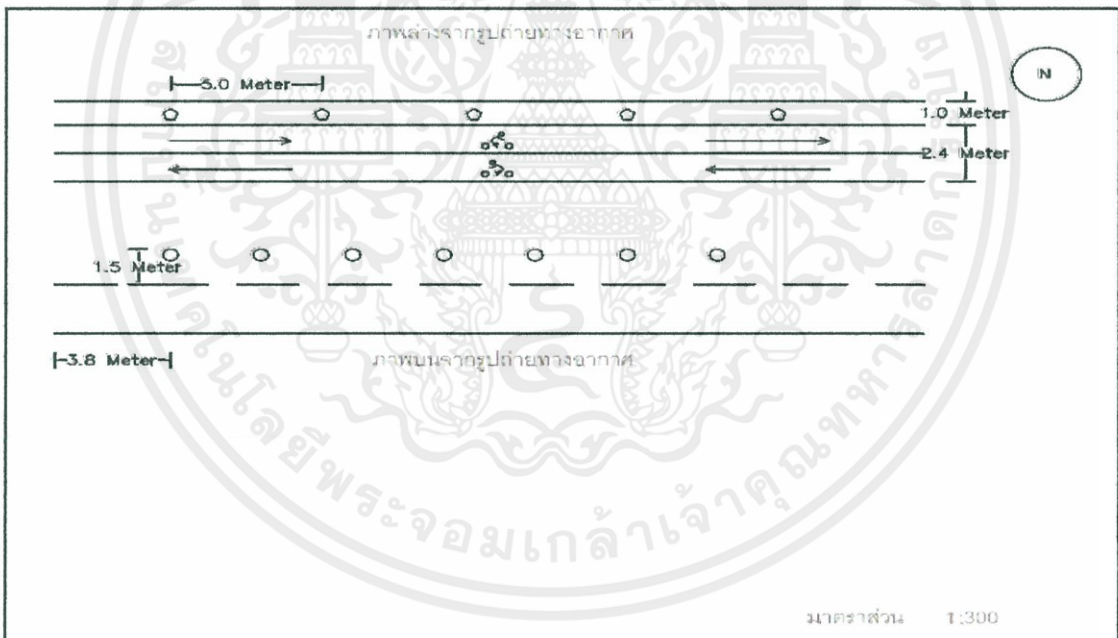 ภาพล่างจากรูปถ่ายทางอากาศ
N
5.0 Meter
1.0 Meter
2.4 Meter
1.5 Meter
3.8 Meter
ภาพบนจากรูปถ่ายทางอากาศ
มาตราส่วน 1:300